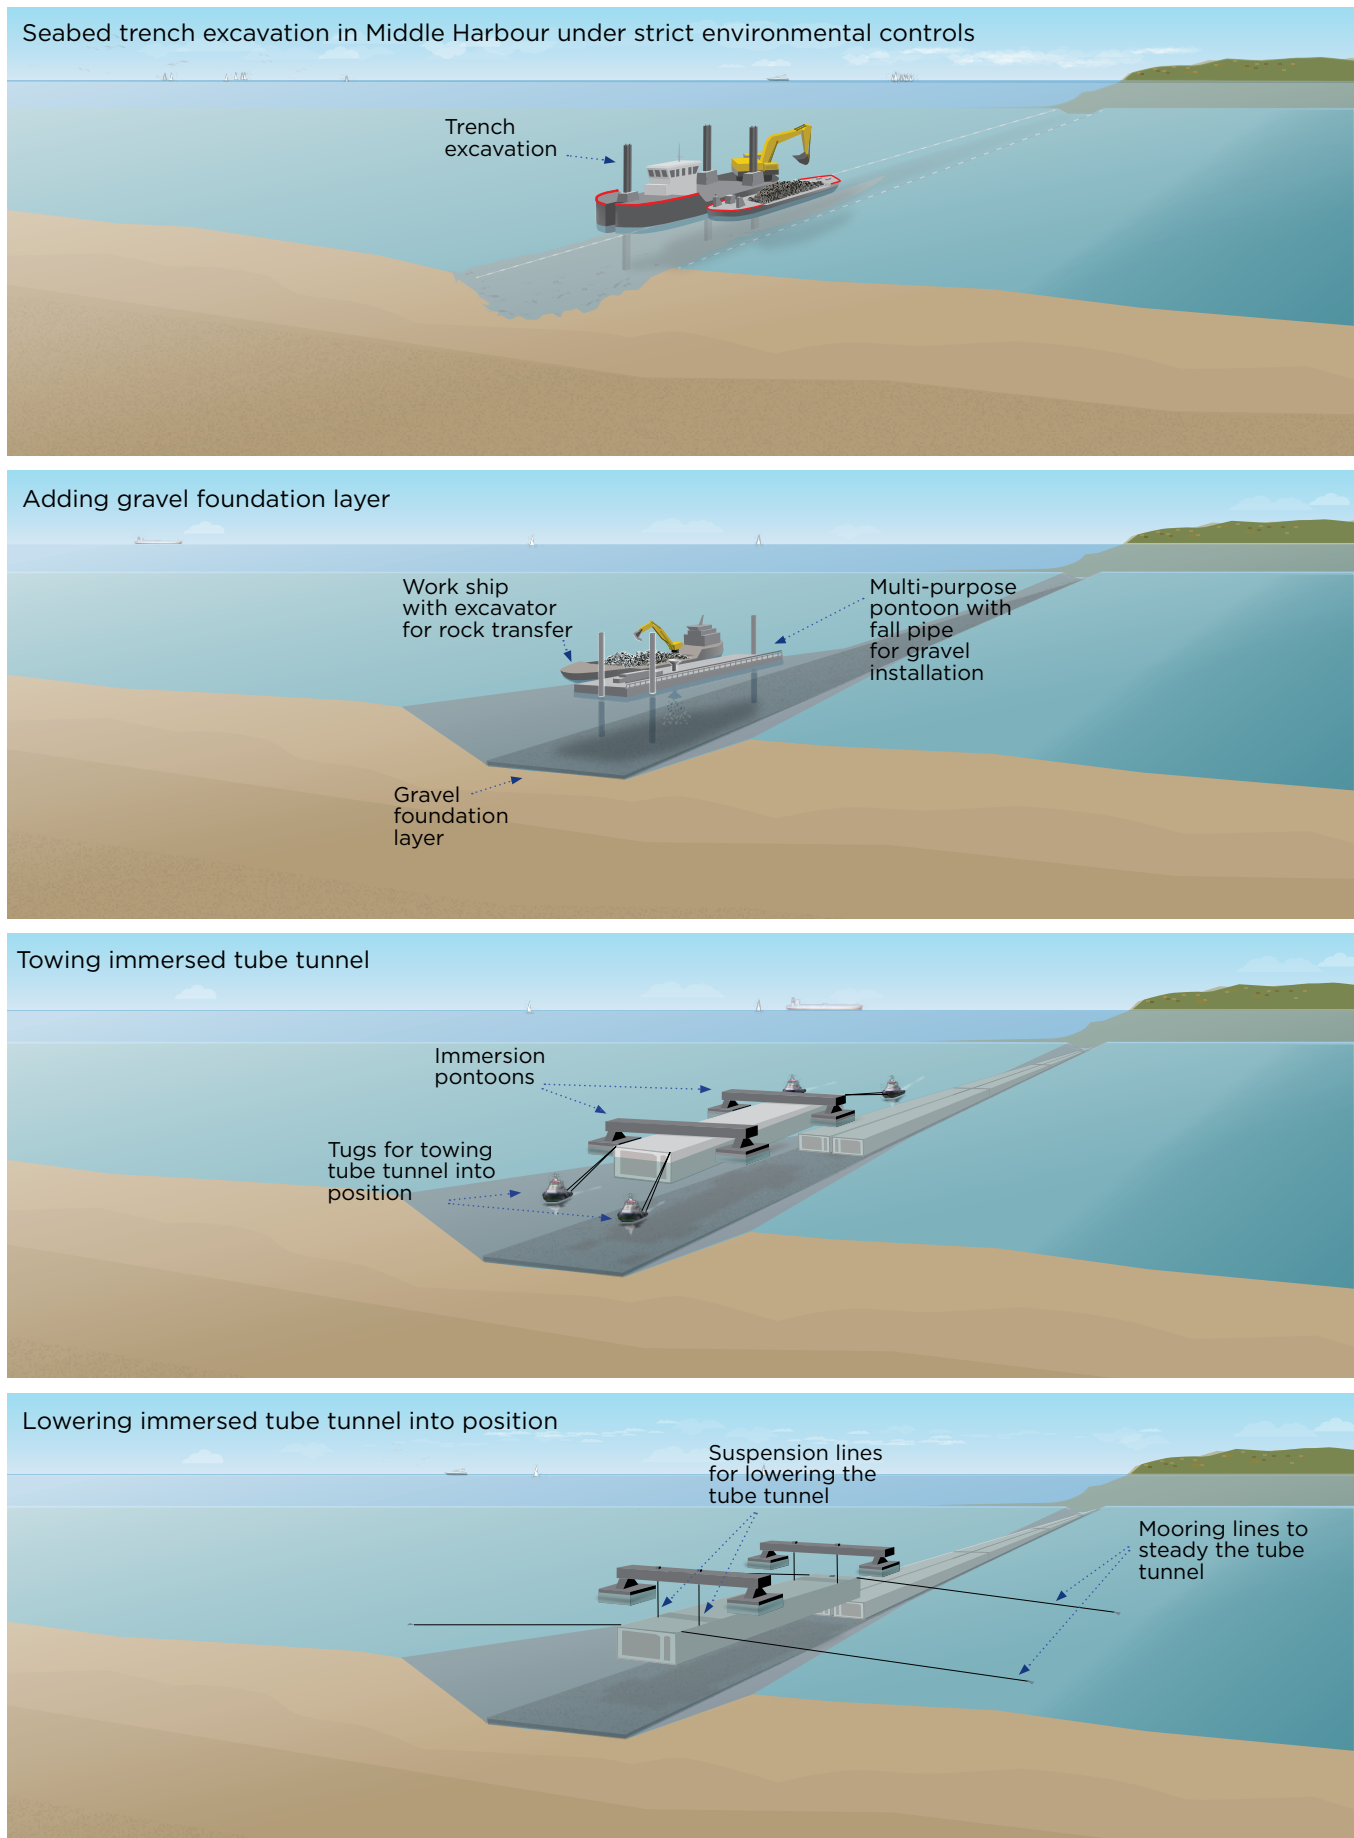 Seabed trench excavation in Middle Harbour under strict environmental controls
Trench
excavation
Adding gravel foundation layer
Work ship
with excavator
for rock transfer
Multi-purpose
pontoon with
fall pipe
for gravel
installation
Gravel
foundation
layer
Towing immersed tube tunnel
Immersion
pontoons
Tugs for towing
tube tunnel into
position
Lowering immersed tube tunnel into position
Suspension lines
for lowering the
tube tunnel
Mooring lines to
steady the tube
tunnel